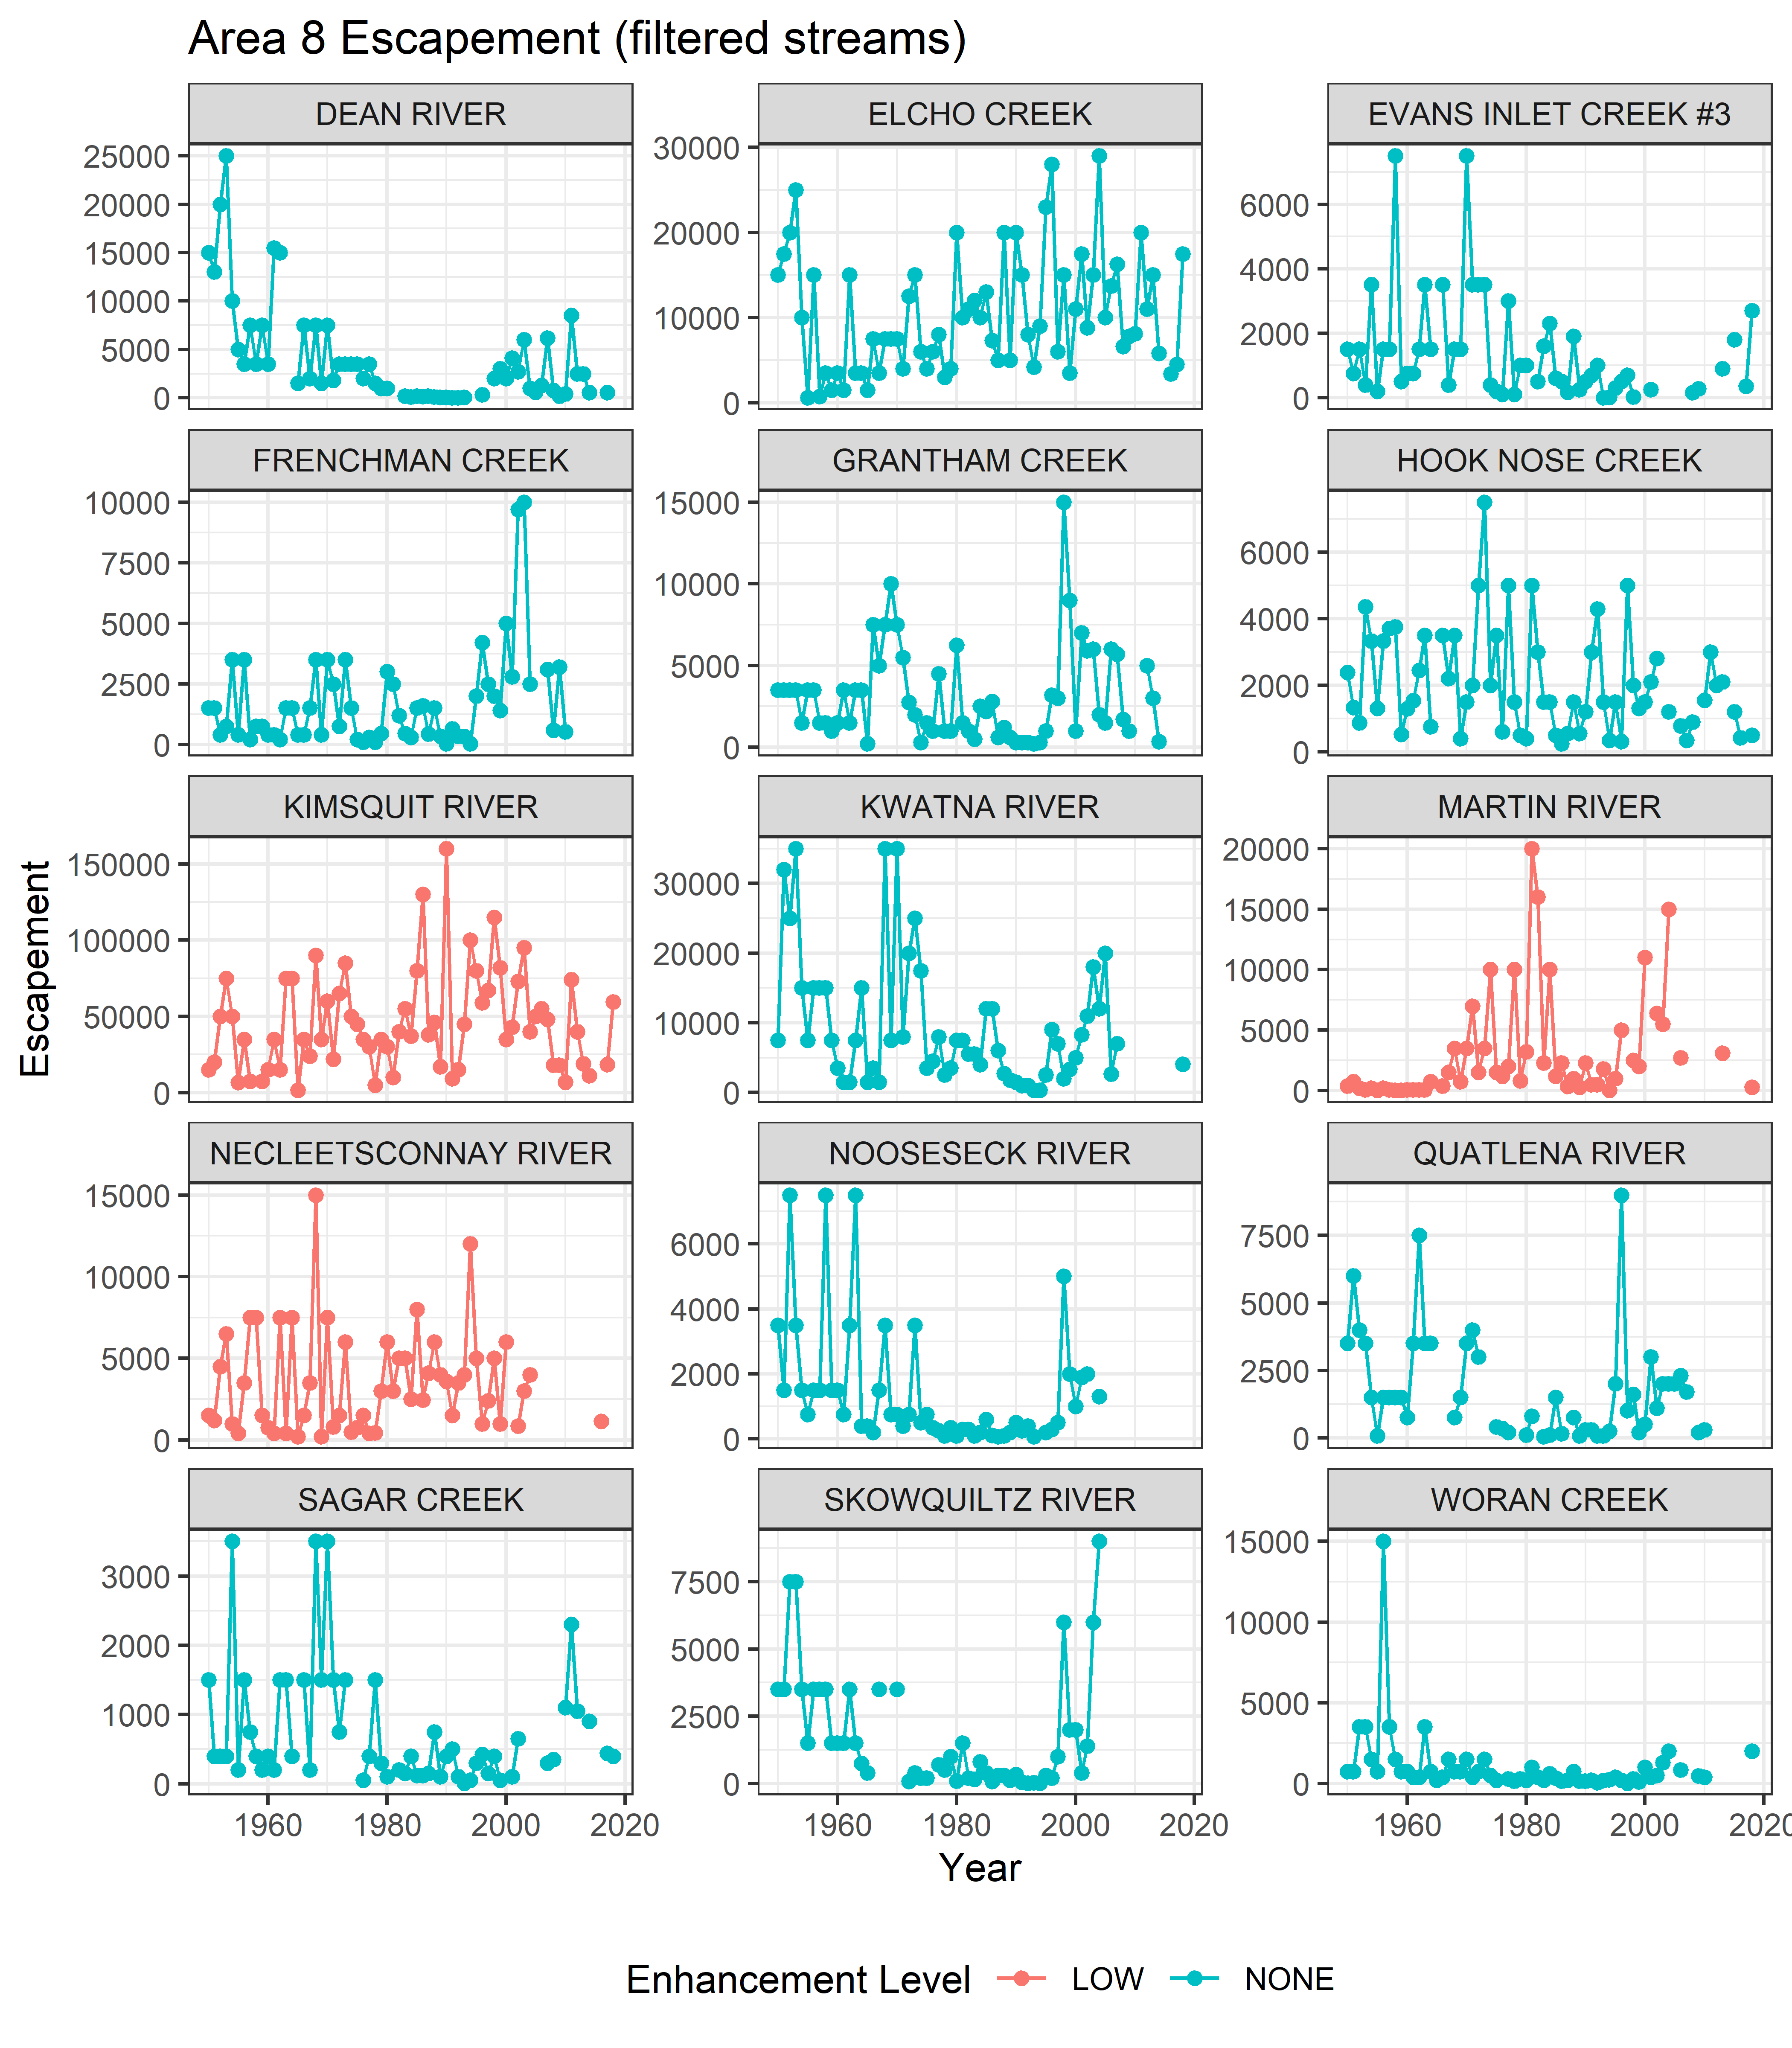 Area 8 Escapement (filtered streams)
DEAN RIVER
ELCHO CREEK
EVANS INLET CREEK #3
25000
20000
15000
10000
5000
0
30000
20000
10000
0
6000
4000
2000
0
FRENCHMAN CREEK
GRANTHAM CREEK
HOOK NOSE CREEK
10000
7500
5000
2500
0
15000
10000
5000
0
6000
4000
2000
0
KIMSQUIT RIVER
KWATNA RIVER
MARTIN RIVER
150000
100000
50000
0
30000
20000
10000
0
20000
15000
10000
5000
0
Escapement
NECLEETSCONNAY RIVER
NOOSESECK RIVER
QUATLENA RIVER
15000
10000
5000
0
6000
4000
2000
0
7500
5000
2500
0
SAGAR CREEK
SKOWQUILTZ RIVER
WORAN CREEK
3000
2000
1000
0
7500
5000
2500
0
15000
10000
5000
0
1960 1980 2000 2020
1960 1980 2000 2020
1960 1980 2000 2020
Year
Enhancement Level LOW NONE